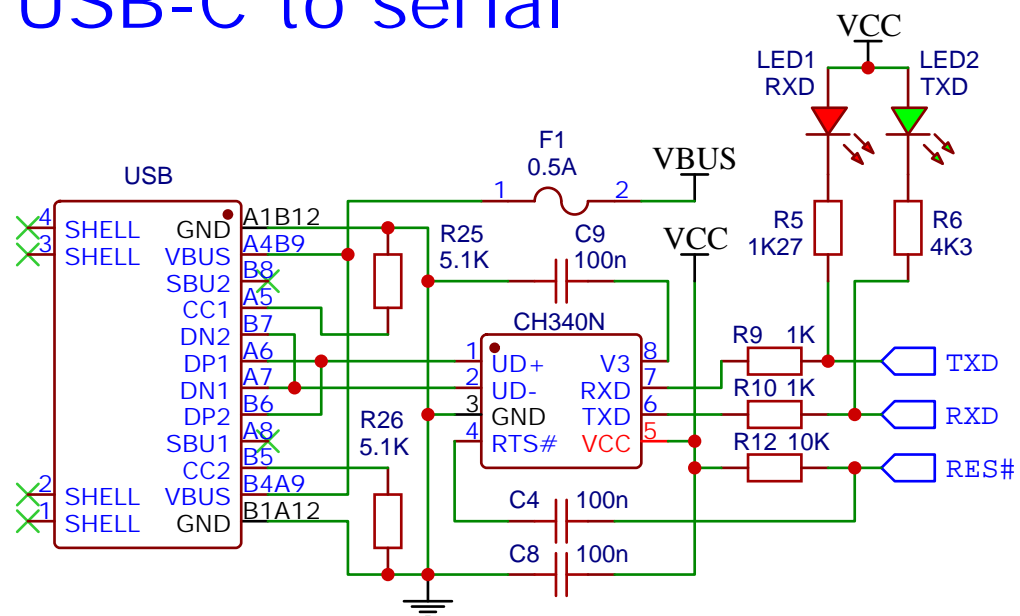 USB-C to serial
VCC
LED1
RXD
LED2
TXD
F1
0.5A
1
2
VBUS
USB
R5
1K27
R6
4K3
4
SHELL
GND
A1B12
3
SHELL
VBUS
A4B9
SBU2
B8
CC1
A5
DN2
B7
DP1
A6
DN1
A7
DP2
B6
SBU1
A8
CC2
B5
2
SHELL
VBUS
B4A9
1
SHELL
GND
B1A12
R25
5.1K
C9
100n
VCC
CH340N
1
UD+
V3
8
2
UD-
RXD
7
3
GND
TXD
6
4
RTS#
VCC
5
R26
5.1K
R9 1K
TXD
R10 1K
RXD
R12 10K
RES#
C4 100n
C8 100n